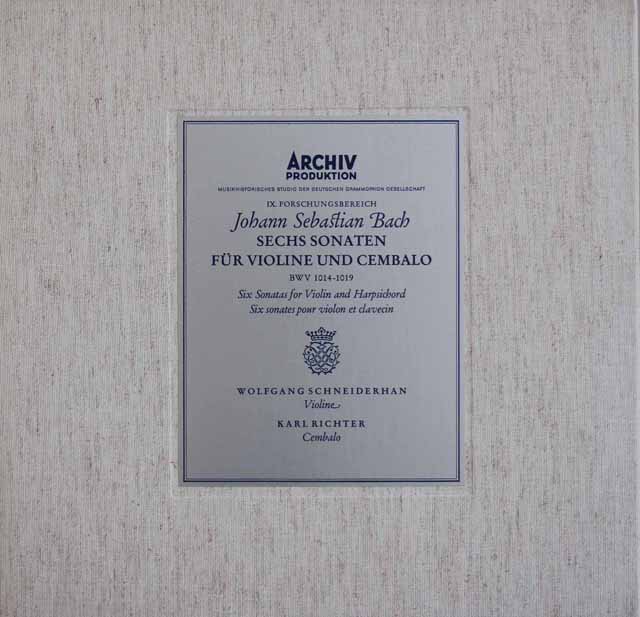 ARCHIV
PRODUKTION
MUSIKHISTORISCHES STUDIO DER DEUTSCHEN GRAMMOPHON GESELLSCHAFT
IX. FORSCHUNGSBEREICH
Johann Sebastian Bach
SECHS SONATEN
FÜR VIOLINE UND CEMBALO
BWV 1014-1019
Six Sonatas for Violin and Harpsichord
Six sonates pour violon et clavecin
WOLFGANG SCHNEIDERHAN
Violine
KARL RICHTER
Cembalo